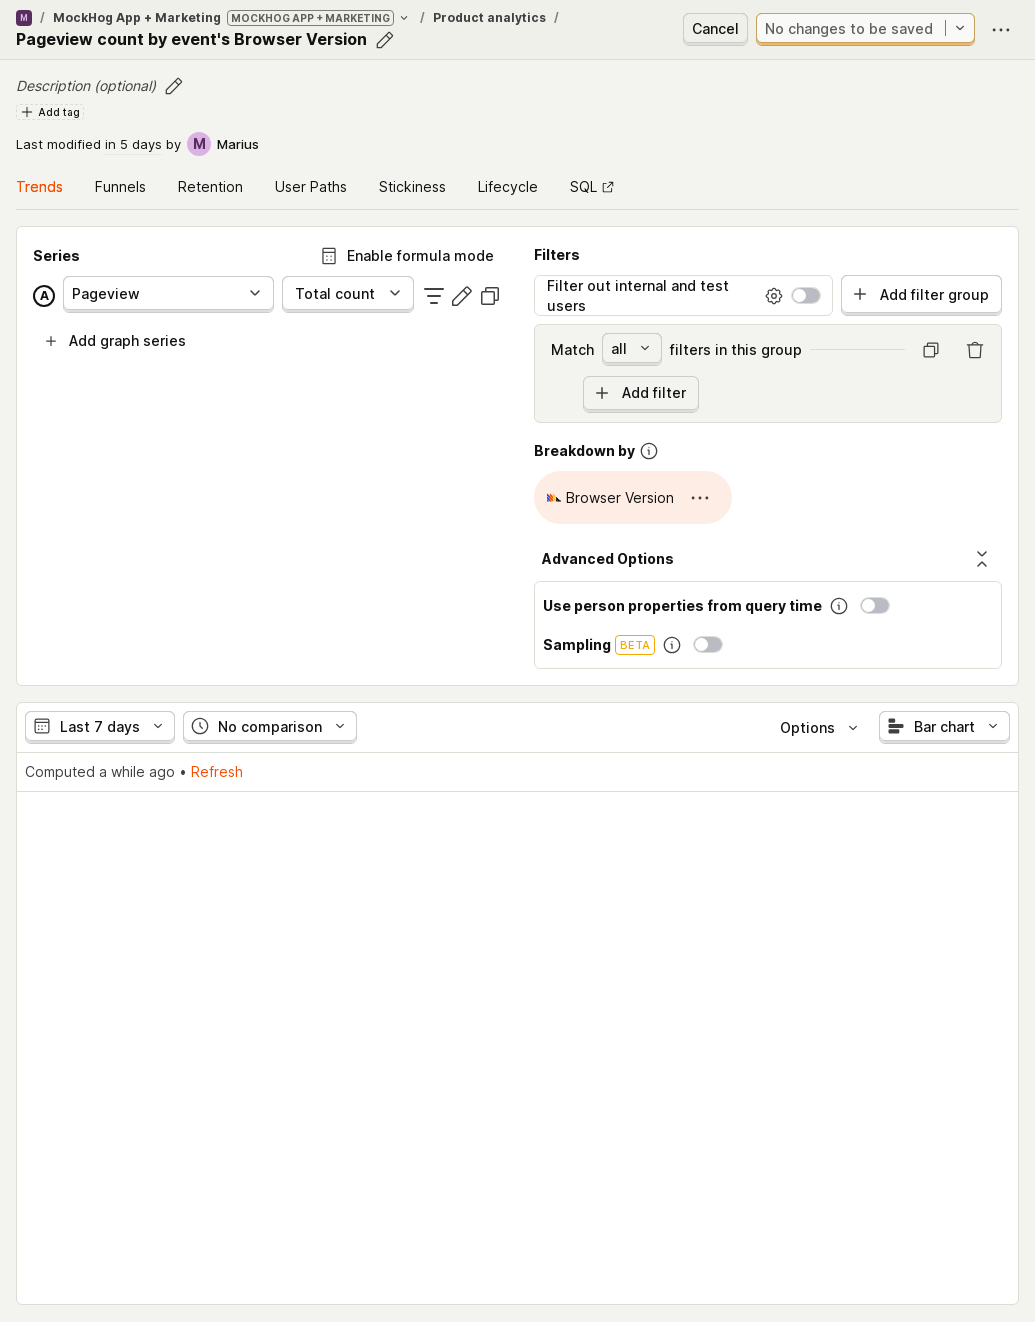 M / MockHog App + Marketing MOCKHOG APP + MARKETING / Product analytics /
Pageview count by event's Browser Version
Cancel
No changes to be saved
Description (optional)
Add tag
Last modified in 5 days by M Marius
Trends Funnels Retention User Paths Stickiness Lifecycle SQL
Series
Enable formula mode
A Pageview Total count
Add graph series
Filters
Filter out internal and test
users
Add filter group
Match all filters in this group
Add filter
Breakdown by
Browser Version
Advanced Options
Use person properties from query time
Sampling BETA
Last 7 days No comparison Options Bar chart
Computed a while ago • Refresh